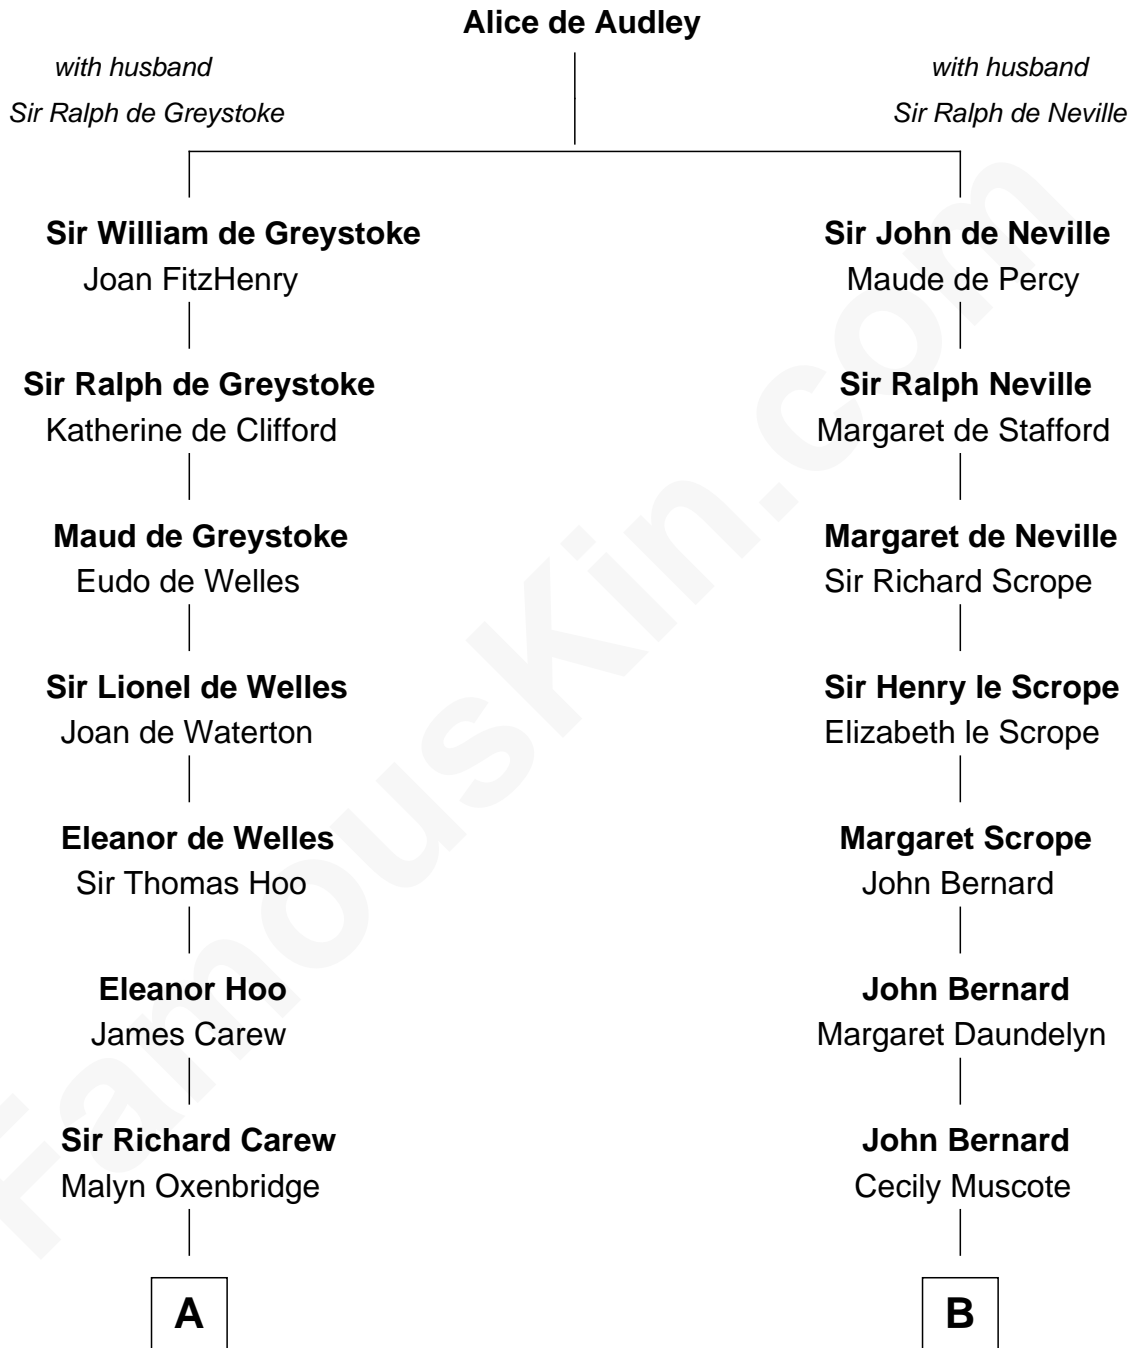 Alice de Audley
with husband
Sir Ralph de Greystoke
with husband
Sir Ralph de Neville
Sir William de Greystoke
Joan FitzHenry
Sir Ralph de Greystoke
Katherine de Clifford
Maud de Greystoke
Eudo de Welles
Sir Lionel de Welles
Joan de Waterton
Eleanor de Welles
Sir Thomas Hoo
Eleanor Hoo
James Carew
Sir Richard Carew
Malyn Oxenbridge
A
Sir John de Neville
Maude de Percy
Sir Ralph Neville
Margaret de Stafford
Margaret de Neville
Sir Richard Scrope
Sir Henry le Scrope
Elizabeth le Scrope
Margaret Scrope
John Bernard
John Bernard
Margaret Daundelyn
John Bernard
Cecily Muscote
B
FamousKin.com